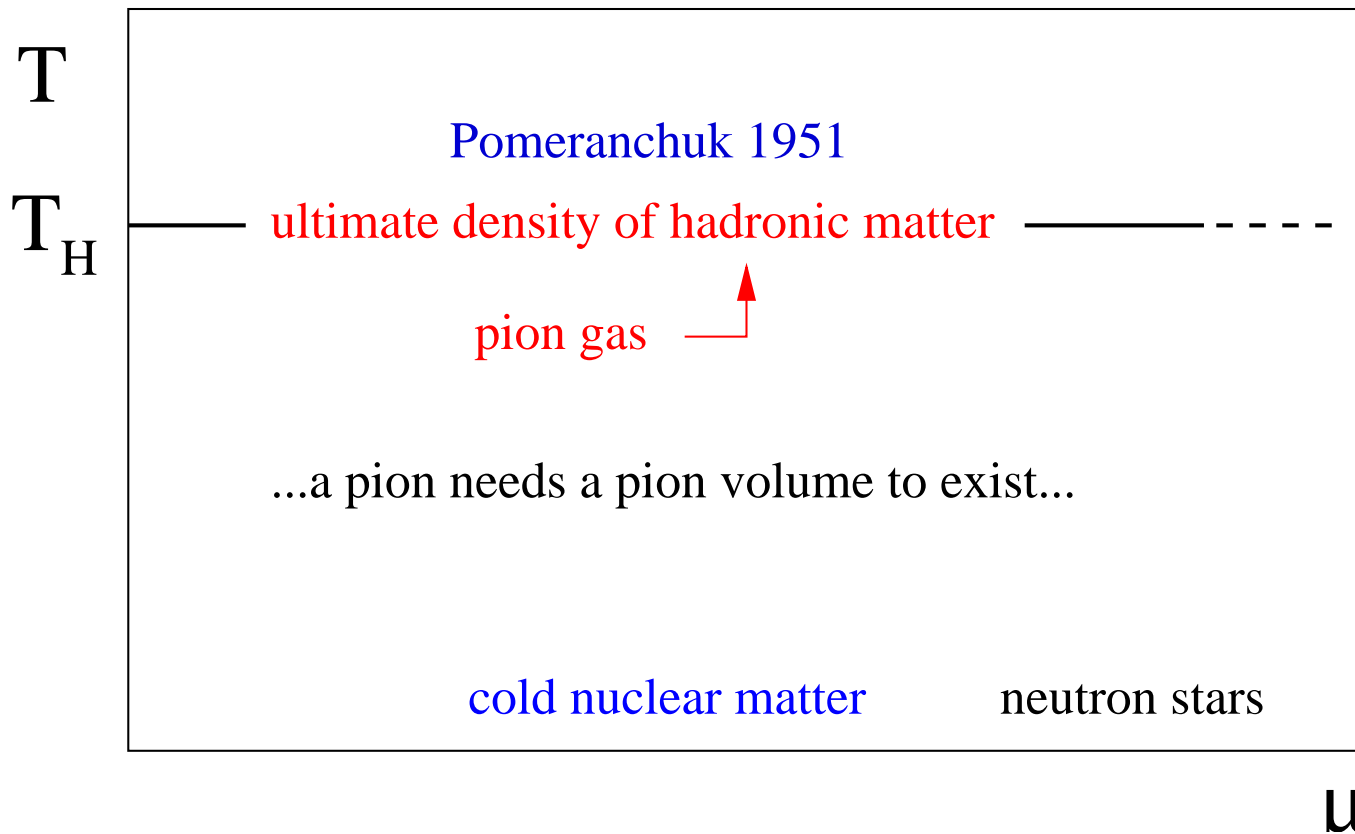 T
Pomeranchuk 1951
T_H
ultimate density of hadronic matter
pion gas
...a pion needs a pion volume to exist...
cold nuclear matter
neutron stars
μ